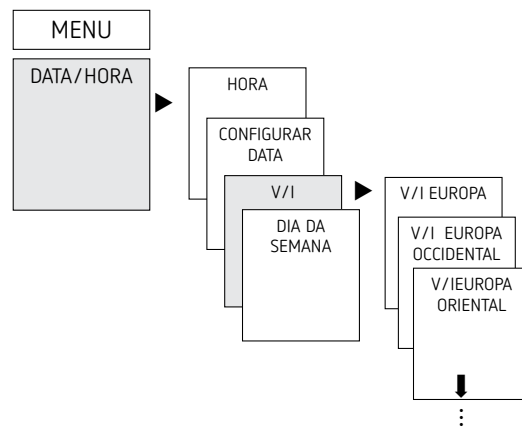 MENU
DATA/HORA
HORA
CONFIGURAR
DATA
V/I
DIA DA
SEMANA
V/I EUROPA
V/I EUROPA
OCCIDENTAL
V/IEUROPA
ORIENTAL